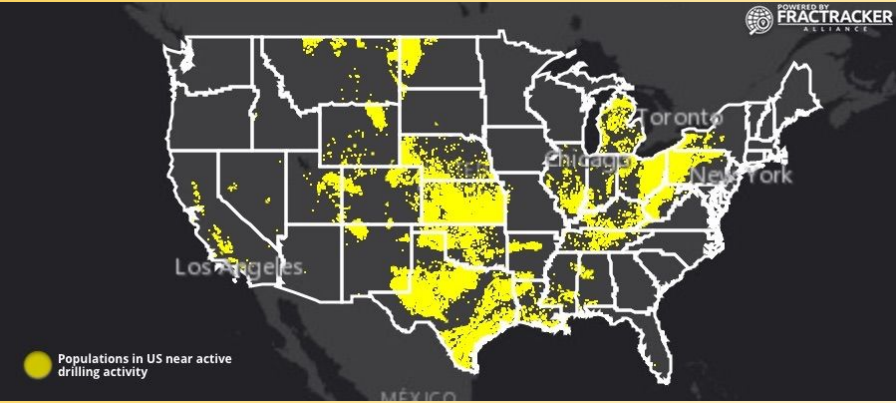 POWERED BY
FRACTRACKER
ALLIANCE
Toronto
Chicago
New York
Los Angeles
Populations in US near active
drilling activity
MÉXICO